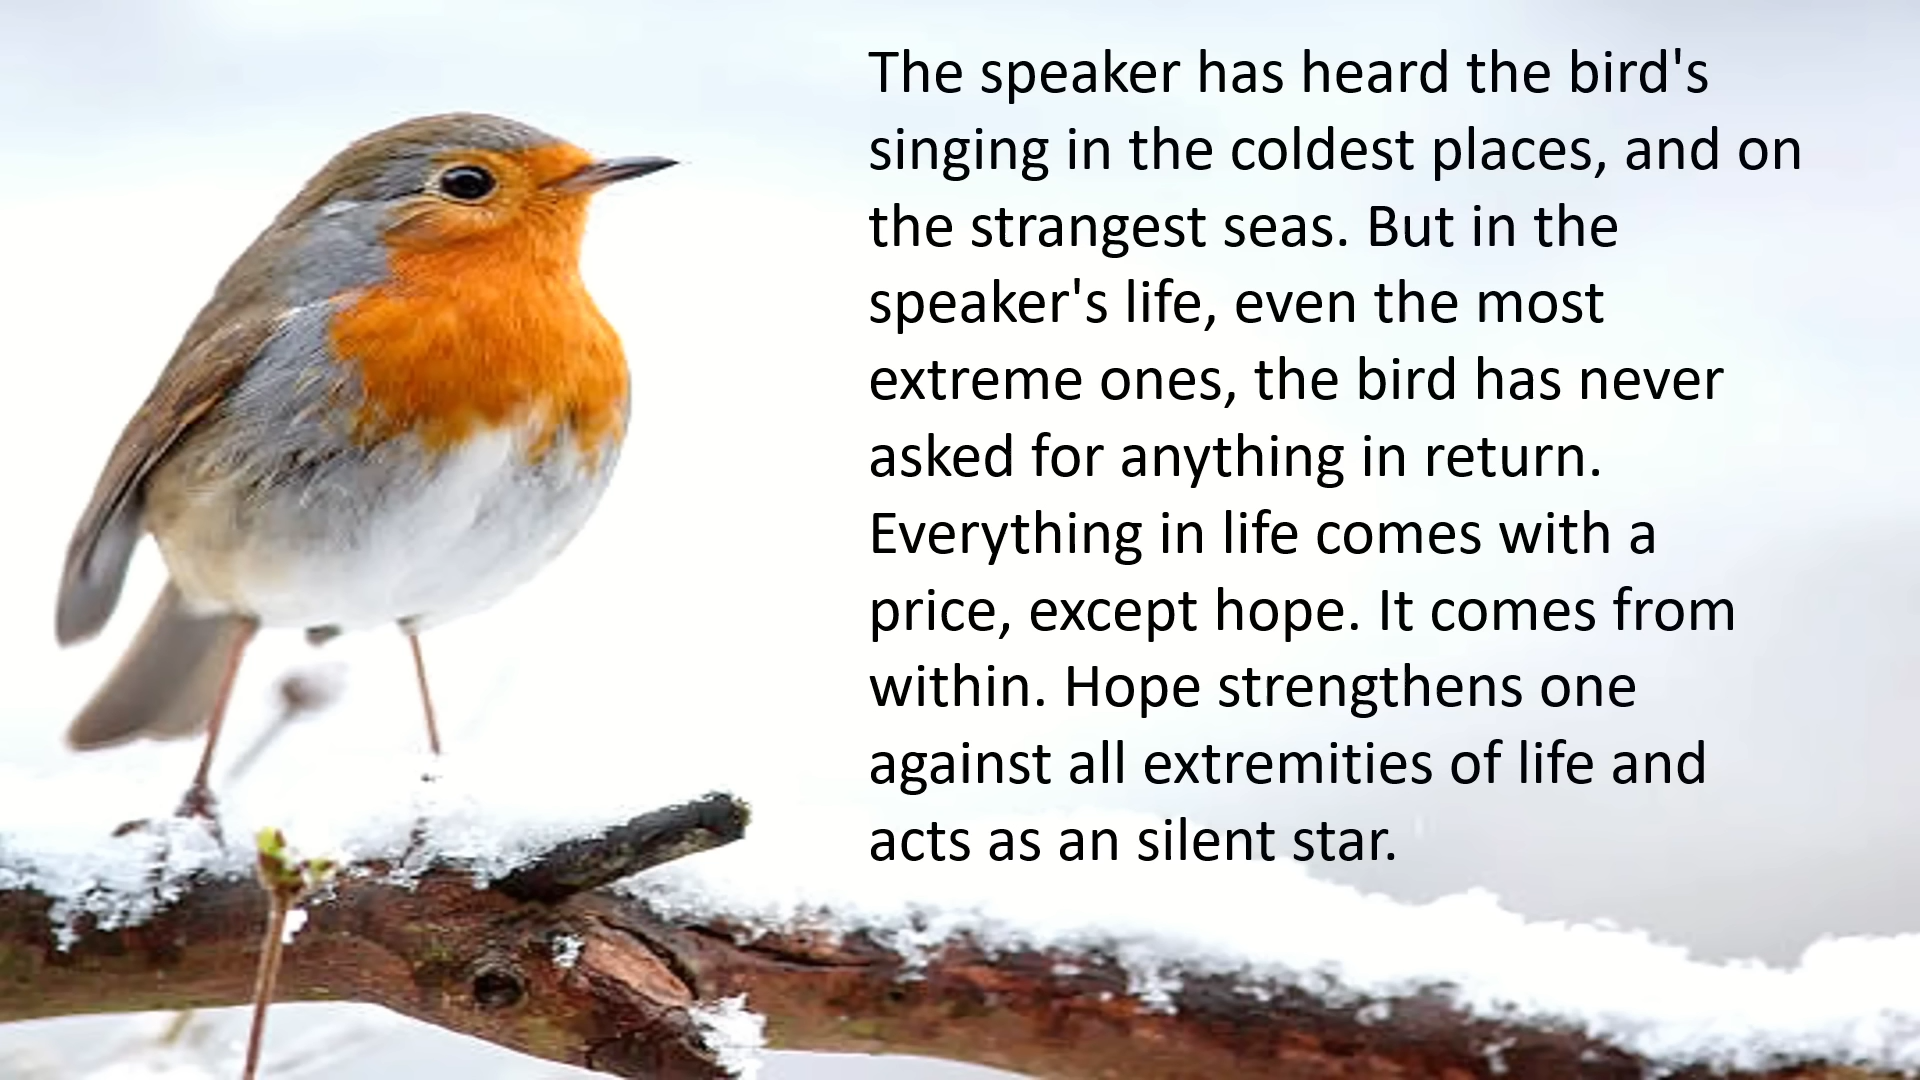 The speaker has heard the bird's
singing in the coldest places, and on
the strangest seas. But in the
speaker's life, even the most
extreme ones, the bird has never
asked for anything in return.
Everything in life comes with a
price, except hope. It comes from
within. Hope strengthens one
against all extremities of life and
acts as an silent star.